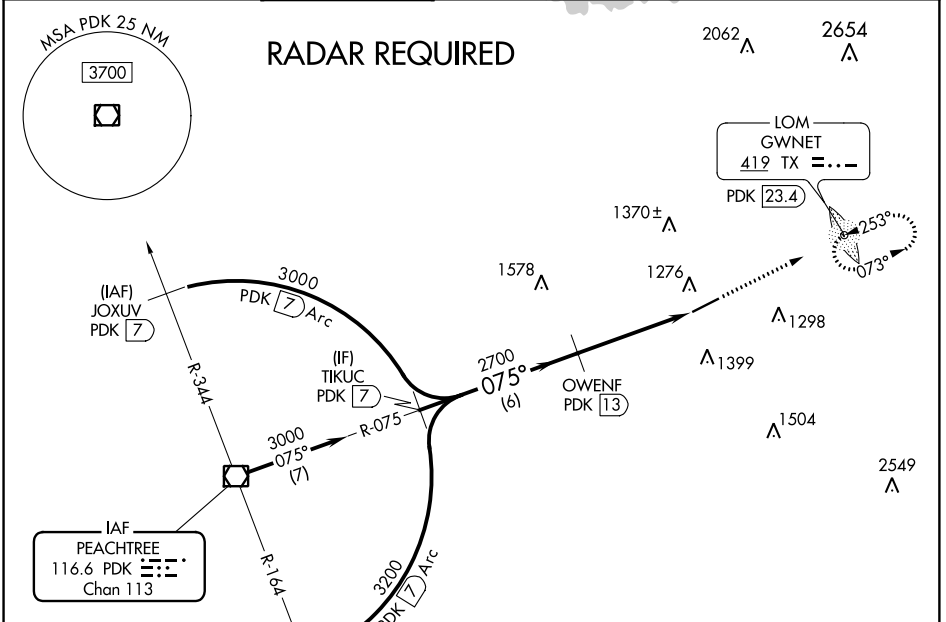 MSA PDK 25 NM
3700
RADAR REQUIRED
2062
2654
LOM
GWNET
419 TX
PDK 23.4
253°
073°
1370±
1578
1276
1298
1399
1504
2549
(IAF)
JOXUV
PDK 7
3000
PDK 7 Arc
R-344
(IF)
TIKUC
PDK 7
2700
075°
(6)
OWENF
PDK 13
R-075
3000
075°
(7)
IAF
PEACHTREE
116.6 PDK
Chan 113
R-164
3200
PDK 7 Arc